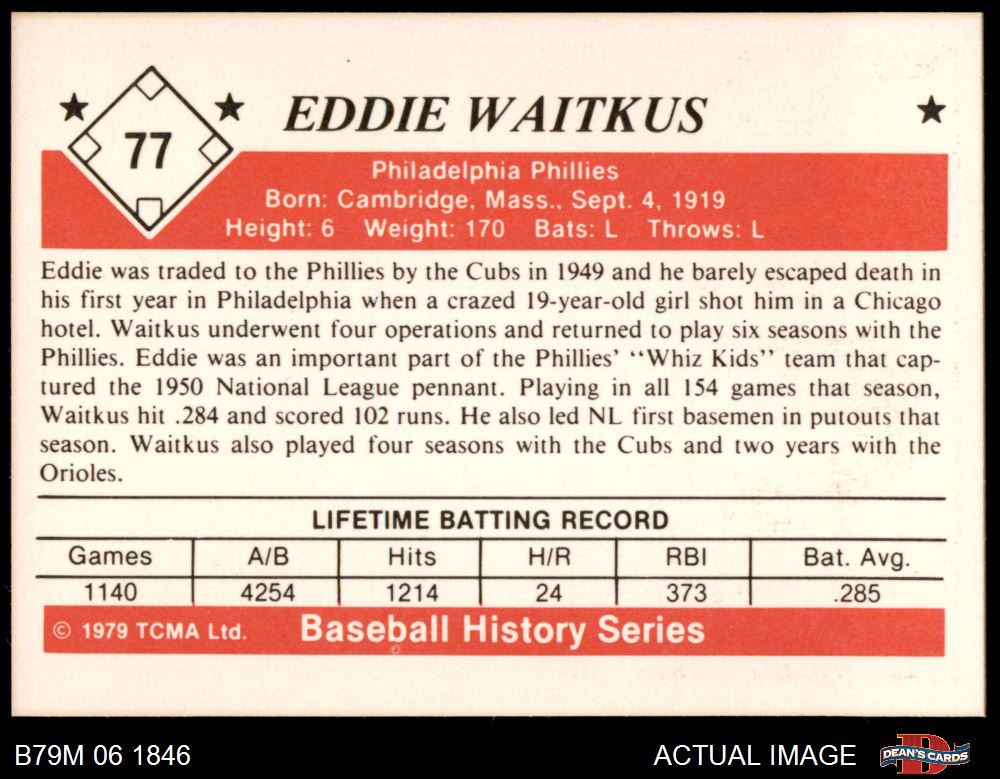 77
EDDIE WAITKUS
Philadelphia Phillies
Born: Cambridge, Mass., Sept. 4, 1919
Height: 6 Weight: 170 Bats: L Throws: L
Eddie was traded to the Phillies by the Cubs in 1949 and he barely escaped death in
his first year in Philadelphia when a crazed 19-year-old girl shot him in a Chicago
hotel. Waitkus underwent four operations and returned to play six seasons with the
Phillies. Eddie was an important part of the Phillies' "Whiz Kids" team that cap-
tured the 1950 National League pennant. Playing in all 154 games that season,
Waitkus hit .284 and scored 102 runs. He also led NL first basemen in putouts that
season. Waitkus also played four seasons with the Cubs and two years with the
Orioles.
LIFETIME BATTING RECORD
Games A/B Hits H/R RBI Bat. Avg.
1140 4254 1214 24 373 .285
© 1979 TCMA Ltd. Baseball History Series
B79M 06 1846 ACTUAL IMAGE DEAN'S CARDS